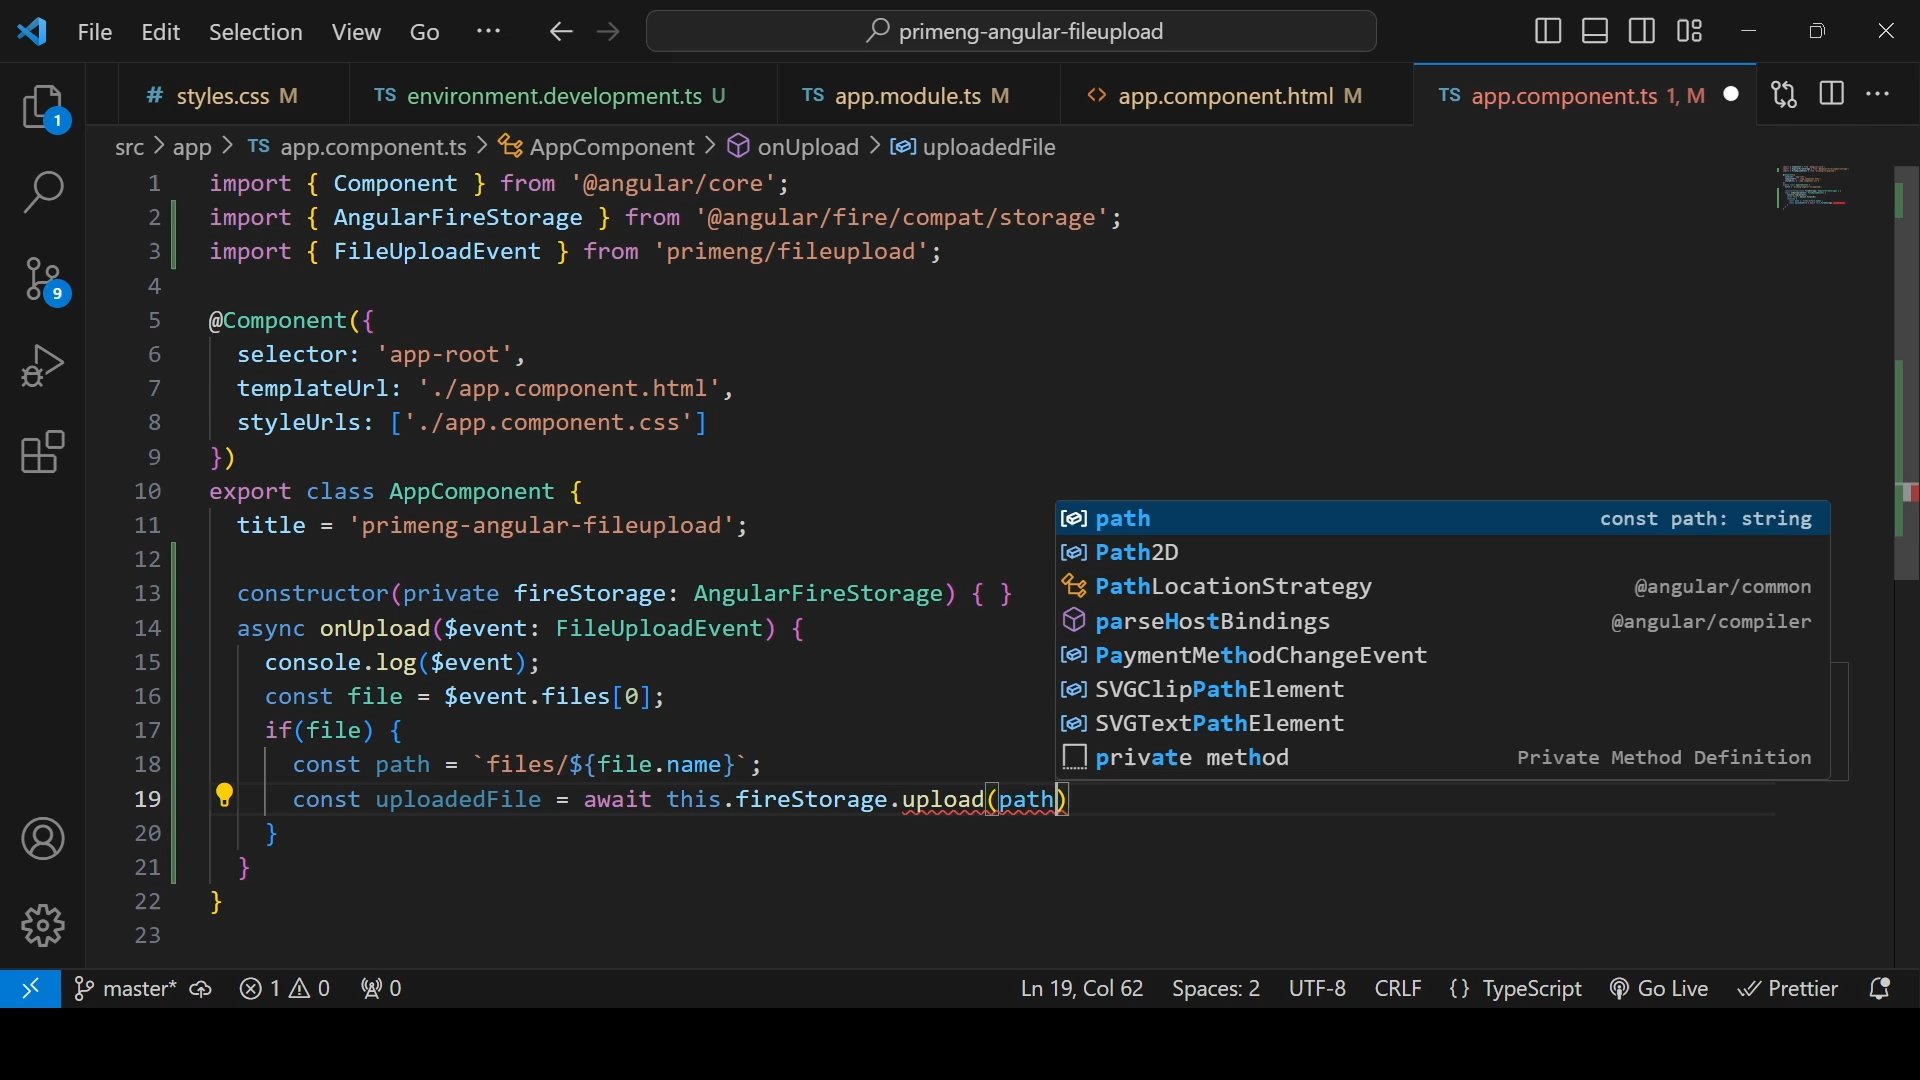 File Edit Selection View Go ··· primeng-angular-fileupload
# styles.css M TS environment.development.ts U TS app.module.ts M <> app.component.html M TS app.component.ts 1, M
src > app > TS app.component.ts > AppComponent > onUpload > uploadedFile
1 import { Component } from '@angular/core';
2 import { AngularFireStorage } from '@angular/fire/compat/storage';
3 import { FileUploadEvent } from 'primeng/fileupload';
4
5 @Component({
6 selector: 'app-root',
7 templateUrl: './app.component.html',
8 styleUrls: ['./app.component.css']
9 })
10 export class AppComponent {
11 title = 'primeng-angular-fileupload';
12
13 constructor(private fireStorage: AngularFireStorage) { }
14 async onUpload($event: FileUploadEvent) {
15 console.log($event);
16 const file = $event.files[0];
17 if(file) {
18 const path = `files/${file.name}`;
19 const uploadedFile = await this.fireStorage.upload(path)
20 }
21 }
22 }
23
path const path: string
Path2D
PathLocationStrategy @angular/common
parseHostBindings @angular/compiler
PaymentMethodChangeEvent
SVGClipPathElement
SVGTextPathElement
private method Private Method Definition
1
9
master* 1 0 0 Ln 19, Col 62 Spaces: 2 UTF-8 CRLF {} TypeScript Go Live Prettier